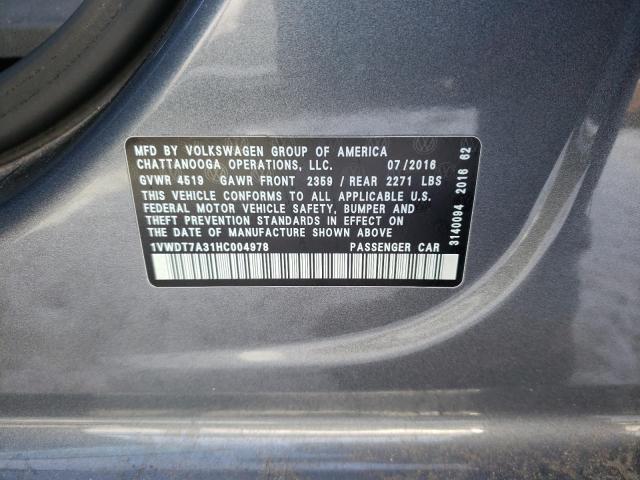 MFD BY VOLKSWAGEN GROUP OF AMERICA
CHATTANOOGA OPERATIONS, LLC. 07/2016
GVWR 4519 GAWR FRONT 2359 / REAR 2271 LBS
THIS VEHICLE CONFORMS TO ALL APPLICABLE U.S.
FEDERAL MOTOR VEHICLE SAFETY, BUMPER AND
THEFT PREVENTION STANDARDS IN EFFECT ON
THE DATE OF MANUFACTURE SHOWN ABOVE
1VWDT7A31HC004978 PASSENGER CAR
3140094 2016 62